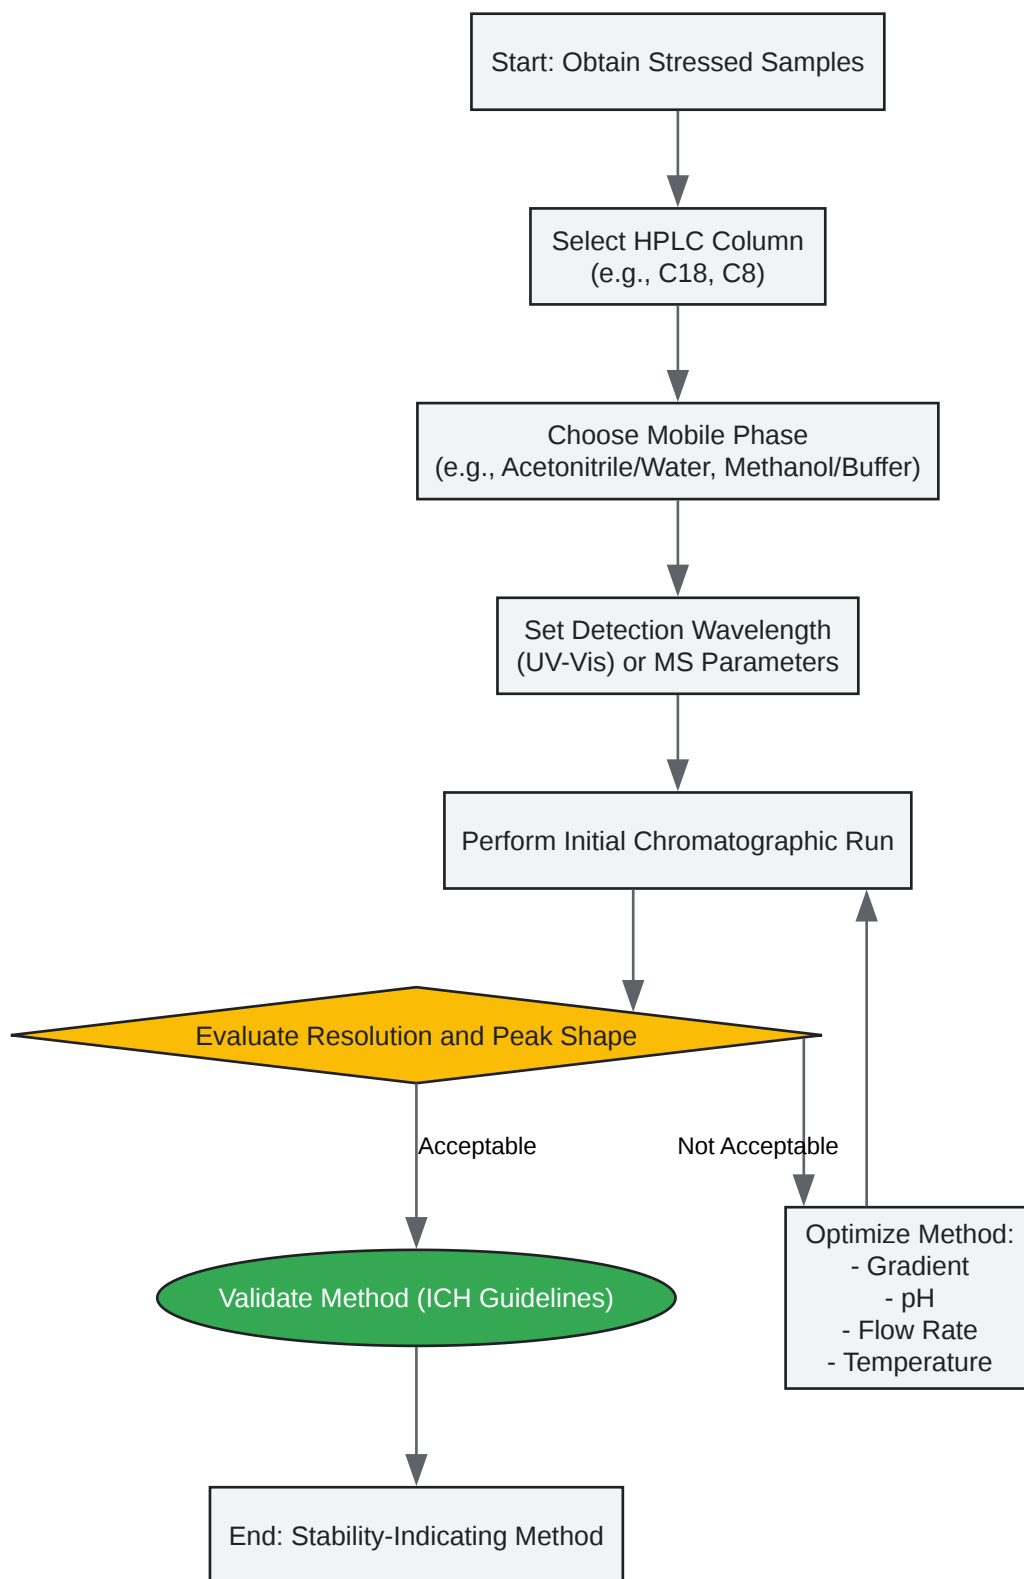 Start: Obtain Stressed Samples
Select HPLC Column
(e.g., C18, C8)
Choose Mobile Phase
(e.g., Acetonitrile/Water, Methanol/Buffer)
Set Detection Wavelength
(UV-Vis) or MS Parameters
Perform Initial Chromatographic Run
Evaluate Resolution and Peak Shape
Acceptable
Not Acceptable
Optimize Method:
- Gradient
- pH
- Flow Rate
- Temperature
Validate Method (ICH Guidelines)
End: Stability-Indicating Method